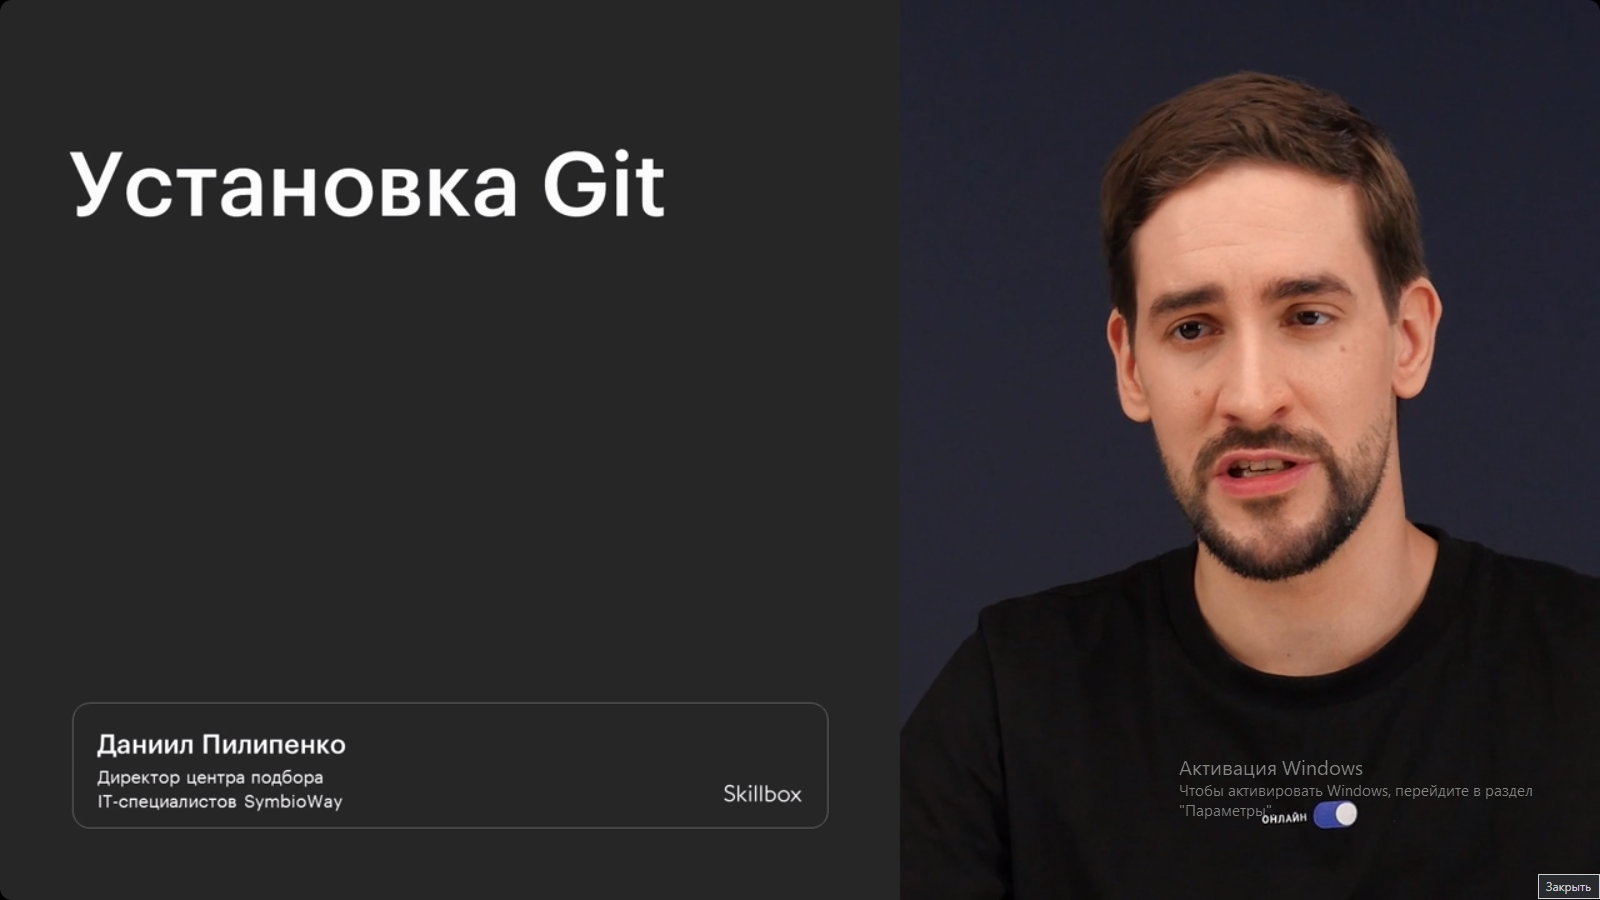 Установка Git
Даниил Пилипенко
Директор центра подбора
IT-специалистов SymbioWay
Skillbox
Активация Windows
Чтобы активировать Windows, перейдите в раздел
"Параметры".
ОНЛАЙН
Закрыть